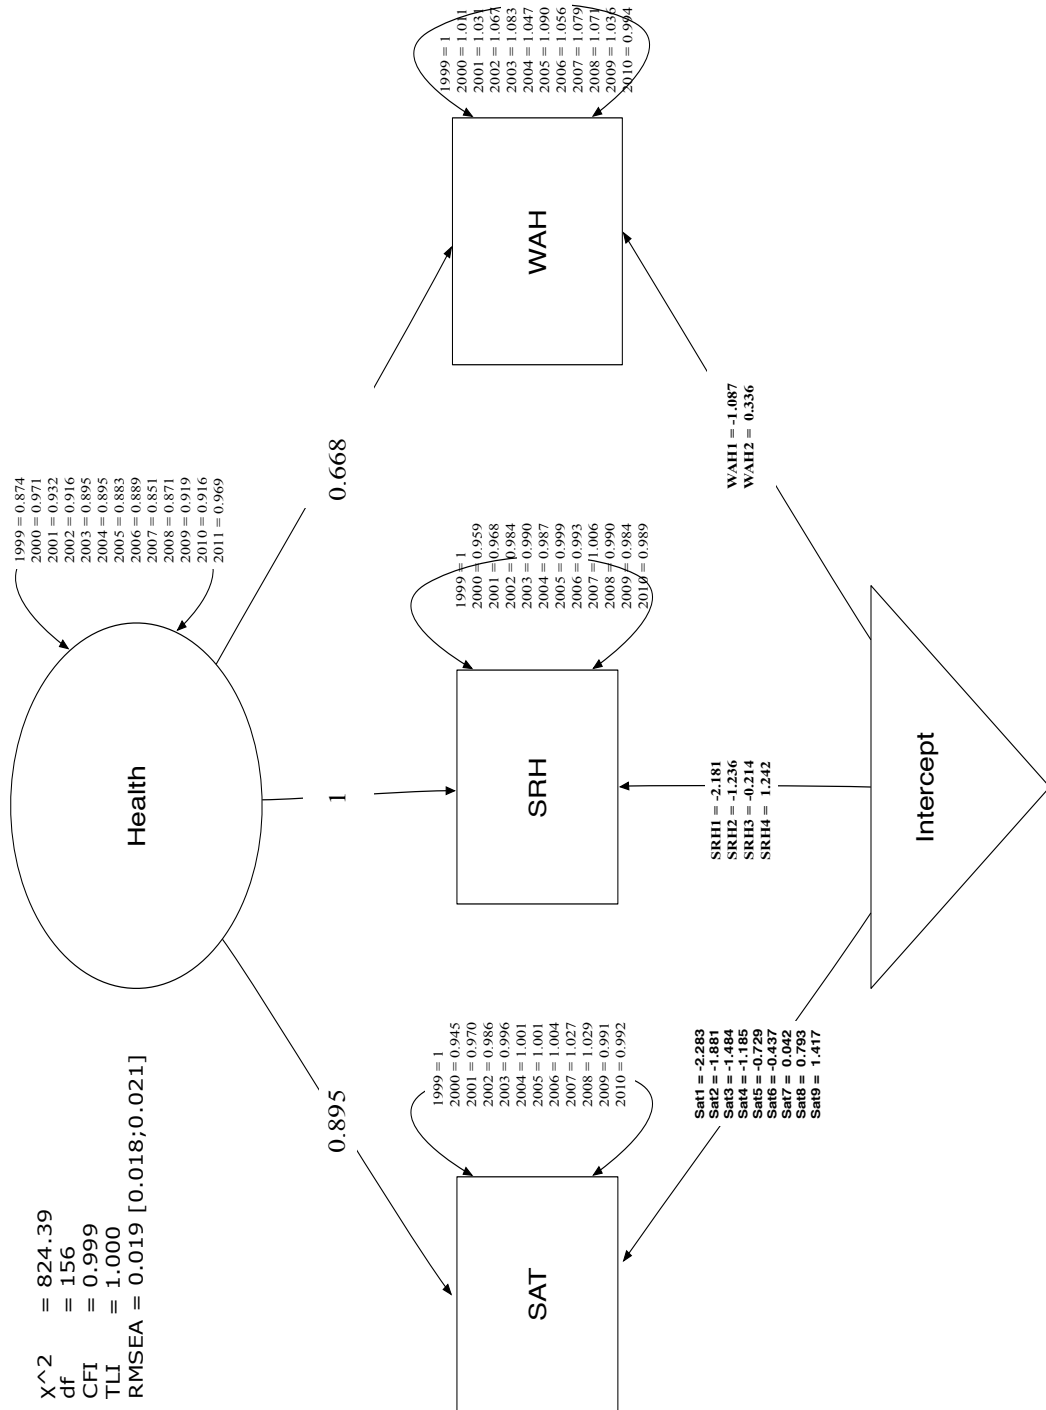 X^2 = 824.39
df = 156
CFI = 0.999
TLI = 1.000
RMSEA = 0.019 [0.018;0.021]
Health
1999 = 0.874
2000 = 0.971
2001 = 0.932
2002 = 0.916
2003 = 0.895
2004 = 0.895
2005 = 0.883
2006 = 0.889
2007 = 0.851
2008 = 0.871
2009 = 0.919
2010 = 0.916
2011 = 0.969
0.895
1
0.668
SAT
1999 = 1
2000 = 0.945
2001 = 0.970
2002 = 0.986
2003 = 0.996
2004 = 1.001
2005 = 1.001
2006 = 1.004
2007 = 1.027
2008 = 1.029
2009 = 0.991
2010 = 0.992
SRH
1999 = 1
2000 = 0.959
2001 = 0.968
2002 = 0.984
2003 = 0.990
2004 = 0.987
2005 = 0.999
2006 = 0.993
2007 = 1.006
2008 = 0.990
2009 = 0.984
2010 = 0.989
WAH
1999 = 1
2000 = 1.011
2001 = 1.031
2002 = 1.067
2003 = 1.083
2004 = 1.047
2005 = 1.090
2006 = 1.056
2007 = 1.079
2008 = 1.071
2009 = 1.036
2010 = 0.994
Sat1 = -2.283
Sat2 = -1.881
Sat3 = -1.484
Sat4 = -1.185
Sat5 = -0.729
Sat6 = -0.437
Sat7 = 0.042
Sat8 = 0.793
Sat9 = 1.417
SRH1 = -2.181
SRH2 = -1.236
SRH3 = -0.214
SRH4 = 1.242
WAH1 = -1.087
WAH2 = 0.336
Intercept